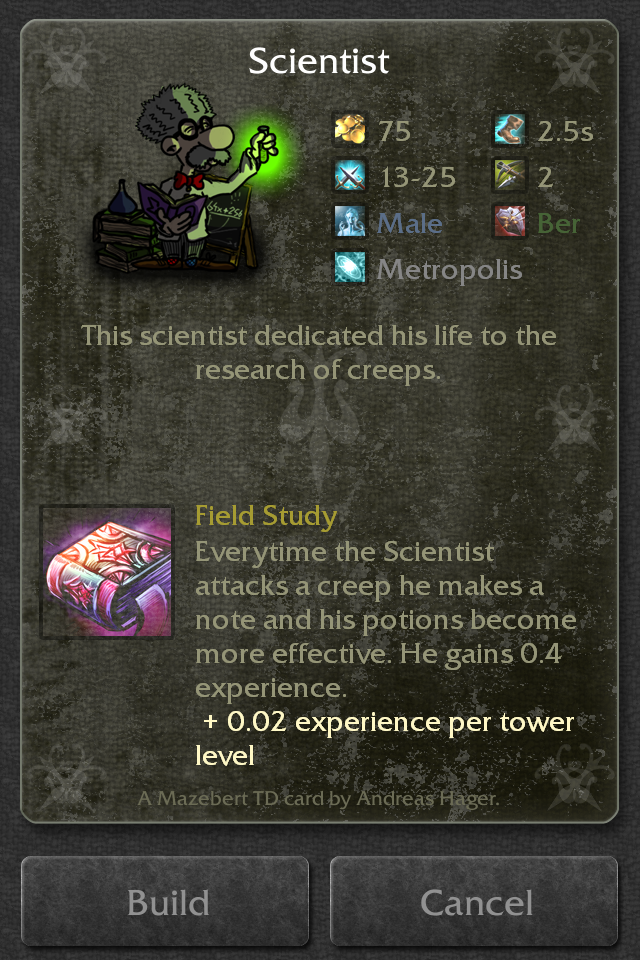 Scientist
75
2.5s
13-25
2
Male
Ber
Metropolis
This scientist dedicated his life to the
research of creeps.
Field Study
Everytime the Scientist
attacks a creep he makes a
note and his potions become
more effective. He gains 0.4
experience.
+ 0.02 experience per tower
level
A Mazebert TD card by Andreas Hager.
Build
Cancel